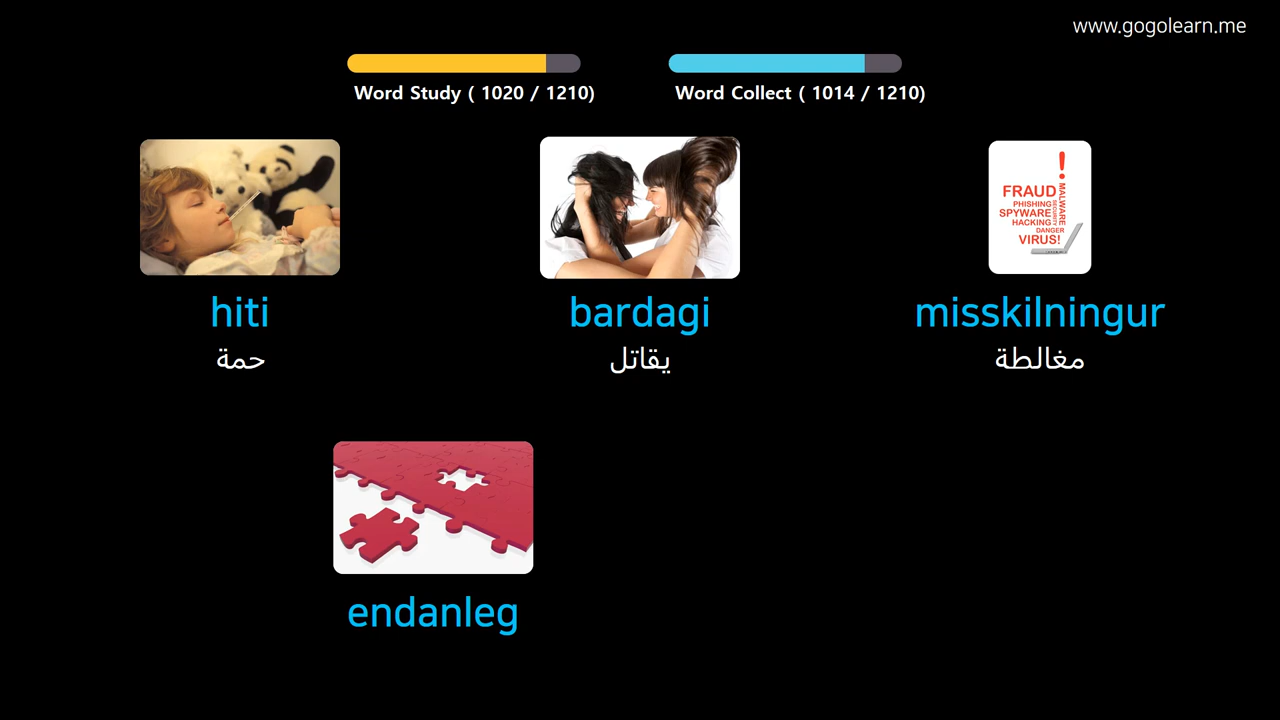 www.gogolearn.me
Word Study ( 1020 / 1210)
Word Collect ( 1014 / 1210)
FRAUD
PHISHING
SPYWARE
HACKING
DANGER
VIRUS!
!
MALWARE
SECURITY
hiti
bardagi
misskilningur
حمة
يقاتل
مغالطة
endanleg